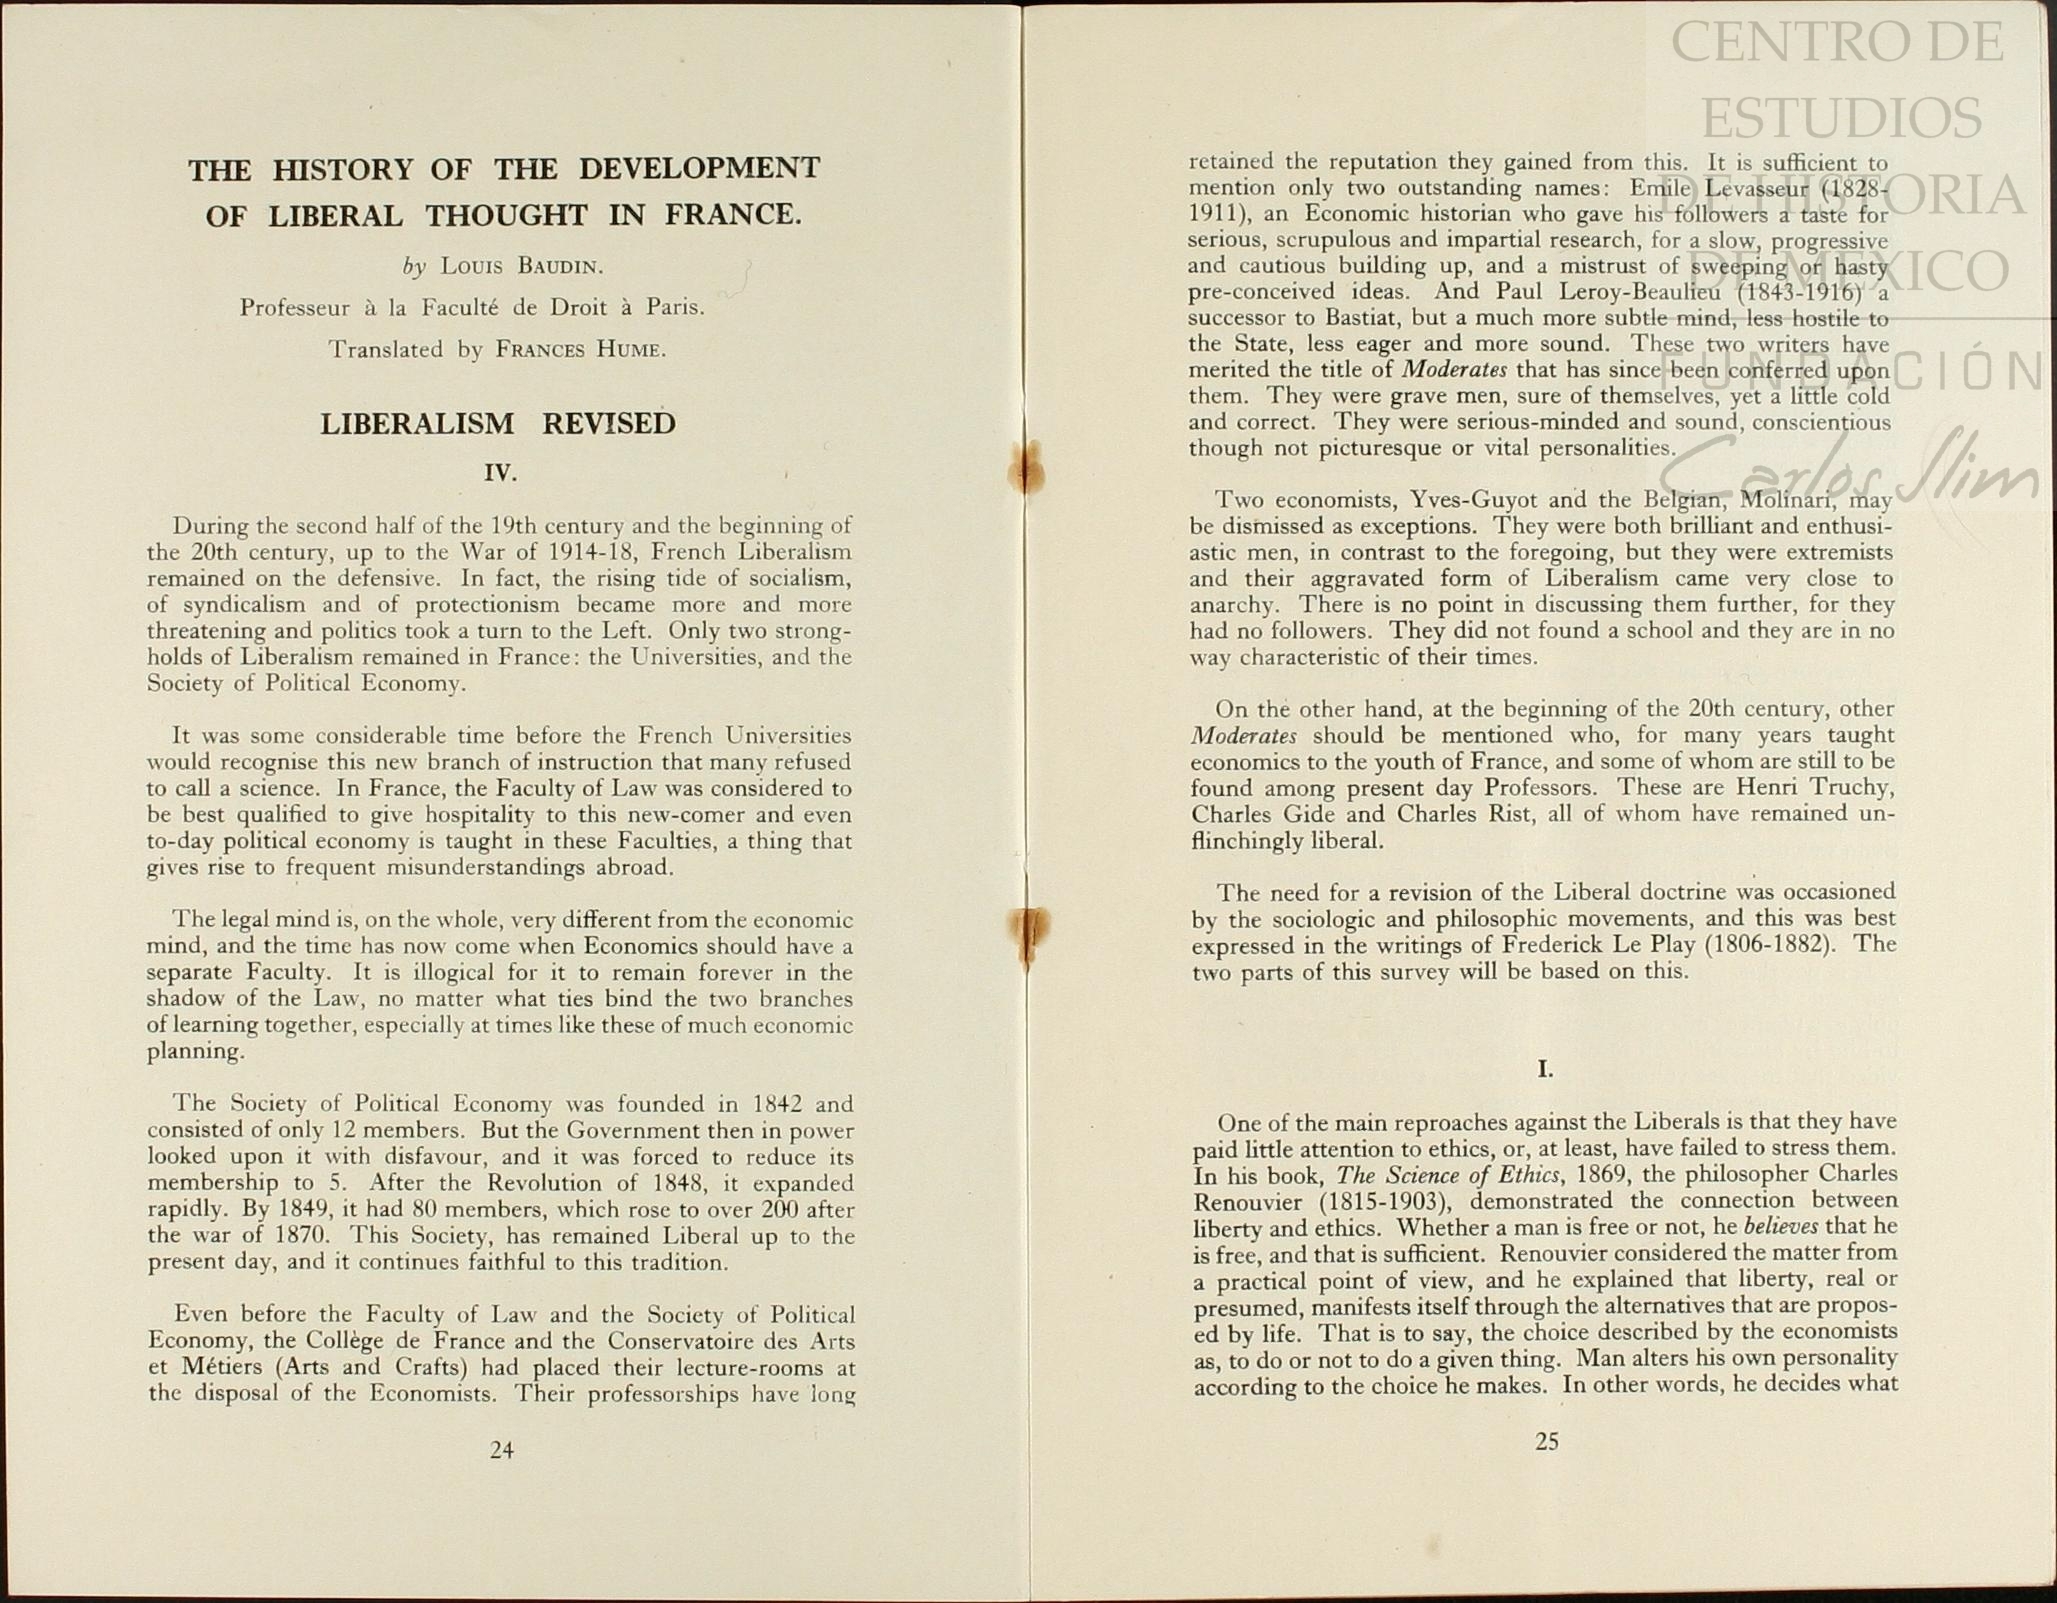 THE HISTORY OF THE DEVELOPMENT
OF LIBERAL THOUGHT IN FRANCE.
by LOUIS BAUDIN.
Professeur à la Faculté de Droit à Paris.
Translated by FRANCES HUME.
LIBERALISM REVISED
IV.
During the second half of the 19th century and the beginning of
the 20th century, up to the War of 1914-18, French Liberalism
remained on the defensive. In fact, the rising tide of socialism,
of syndicalism and of protectionism became more and more
threatening and politics took a turn to the Left. Only two strong-
holds of Liberalism remained in France: the Universities, and the
Society of Political Economy.
It was some considerable time before the French Universities
would recognise this new branch of instruction that many refused
to call a science. In France, the Faculty of Law was considered to
be best qualified to give hospitality to this new-comer and even
to-day political economy is taught in these Faculties, a thing that
gives rise to frequent misunderstandings abroad.
The legal mind is, on the whole, very different from the economic
mind, and the time has now come when Economics should have a
separate Faculty. It is illogical for it to remain forever in the
shadow of the Law, no matter what ties bind the two branches
of learning together, especially at times like these of much economic
planning.
The Society of Political Economy was founded in 1842 and
consisted of only 12 members. But the Government then in power
looked upon it with disfavour, and it was forced to reduce its
membership to 5. After the Revolution of 1848, it expanded
rapidly. By 1849, it had 80 members, which rose to over 200 after
the war of 1870. This Society, has remained Liberal up to the
present day, and it continues faithful to this tradition.
Even before the Faculty of Law and the Society of Political
Economy, the Collège de France and the Conservatoire des Arts
et Métiers (Arts and Crafts) had placed their lecture-rooms at
the disposal of the Economists. Their professorships have long
24
retained the reputation they gained from this. It is sufficient to
mention only two outstanding names: Emile Levasseur (1828-
1911), an Economic historian who gave his followers a taste for
serious, scrupulous and impartial research, for a slow, progressive
and cautious building up, and a mistrust of sweeping or hasty
pre-conceived ideas. And Paul Leroy-Beaulieu (1843-1916) a
successor to Bastiat, but a much more subtle mind, less hostile to
the State, less eager and more sound. These two writers have
merited the title of Moderates that has since been conferred upon
them. They were grave men, sure of themselves, yet a little cold
and correct. They were serious-minded and sound, conscientious
though not picturesque or vital personalities.
Two economists, Yves-Guyot and the Belgian, Molinari, may
be dismissed as exceptions. They were both brilliant and enthusi-
astic men, in contrast to the foregoing, but they were extremists
and their aggravated form of Liberalism came very close to
anarchy. There is no point in discussing them further, for they
had no followers. They did not found a school and they are in no
way characteristic of their times.
On the other hand, at the beginning of the 20th century, other
Moderates should be mentioned who, for many years taught
economics to the youth of France, and some of whom are still to be
found among present day Professors. These are Henri Truchy,
Charles Gide and Charles Rist, all of whom have remained un-
flinchingly liberal.
The need for a revision of the Liberal doctrine was occasioned
by the sociologic and philosophic movements, and this was best
expressed in the writings of Frederick Le Play (1806-1882). The
two parts of this survey will be based on this.
I.
One of the main reproaches against the Liberals is that they have
paid little attention to ethics, or, at least, have failed to stress them.
In his book, The Science of Ethics, 1869, the philosopher Charles
Renouvier (1815-1903), demonstrated the connection between
liberty and ethics. Whether a man is free or not, he believes that he
is free, and that is sufficient. Renouvier considered the matter from
a practical point of view, and he explained that liberty, real or
presumed, manifests itself through the alternatives that are propos-
ed by life. That is to say, the choice described by the economists
as, to do or not to do a given thing. Man alters his own personality
according to the choice he makes. In other words, he decides what
25
CENTRO DE
ESTUDIOS
DE HISTORIA
DE MEXICO
FUNDACIÓN
Carlos Slim